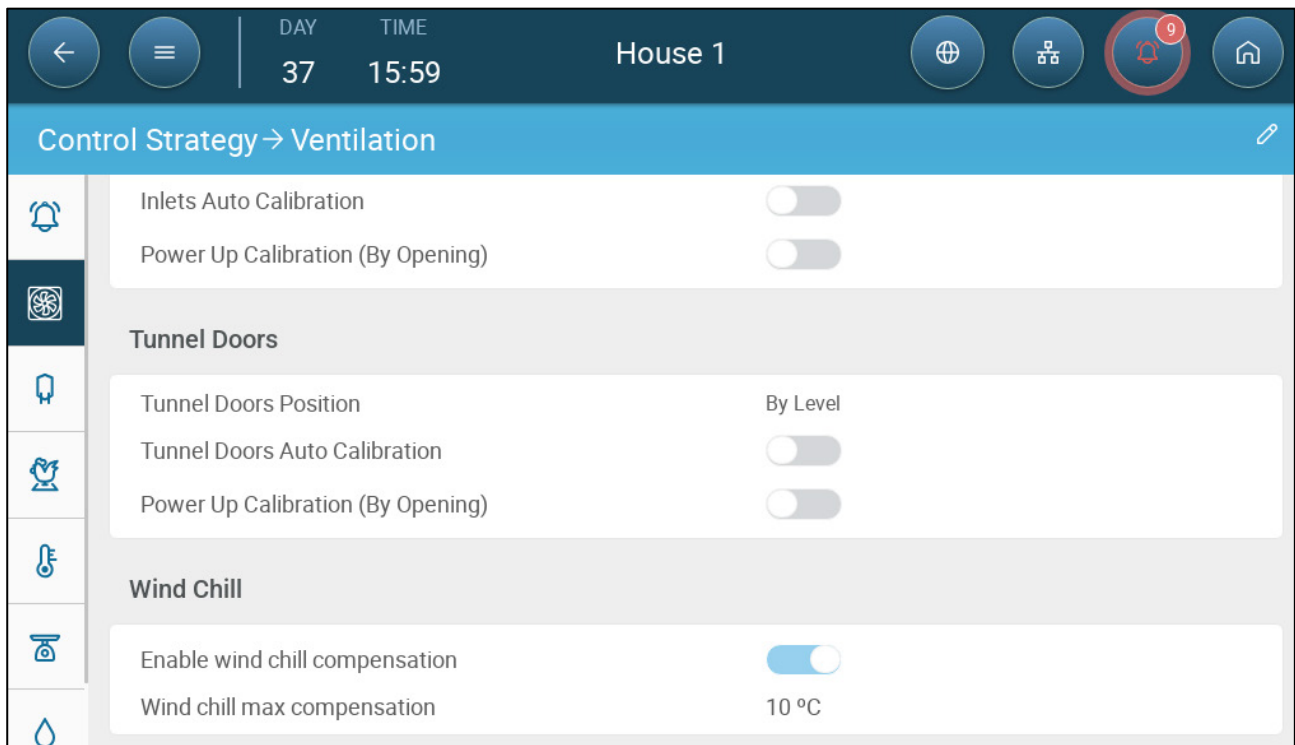 DAY TIME
37 15:59
House 1
9
Control Strategy → Ventilation
Inlets Auto Calibration
Power Up Calibration (By Opening)
Tunnel Doors
Tunnel Doors Position By Level
Tunnel Doors Auto Calibration
Power Up Calibration (By Opening)
Wind Chill
Enable wind chill compensation
Wind chill max compensation 10 ºC